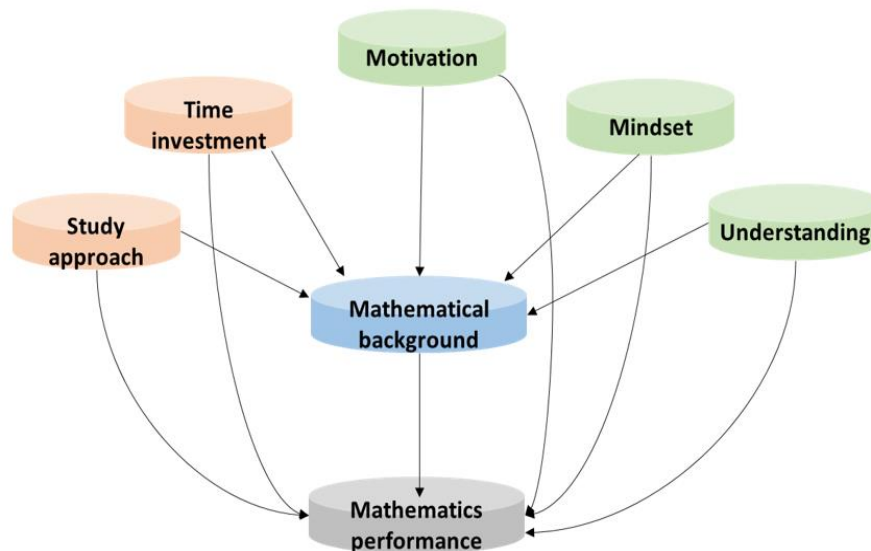 Motivation
Time
investment
Mindset
Study
approach
Understanding
Mathematical
background
Mathematics
performance